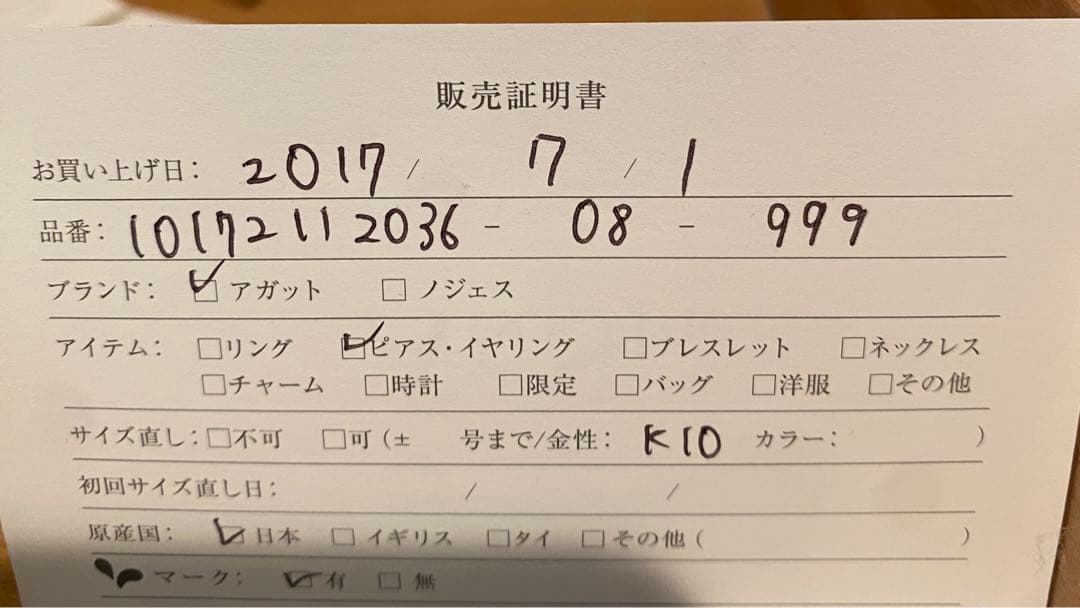 販売証明書
お買い上げ日: 2017 / 7 / 1
品番: 10172112036 - 08 - 999
ブランド: ☑ アガット □ ノジェス
アイテム: □リング ☑ピアス・イヤリング □ブレスレット □ネックレス
□チャーム □時計 □限定 □バッグ □洋服 □その他
サイズ直し: □不可 □可(± 号まで/金性: K10 カラー: )
初回サイズ直し日: / /
原産国: ☑日本 □イギリス □タイ □その他( )
マーク: ☑有 □無